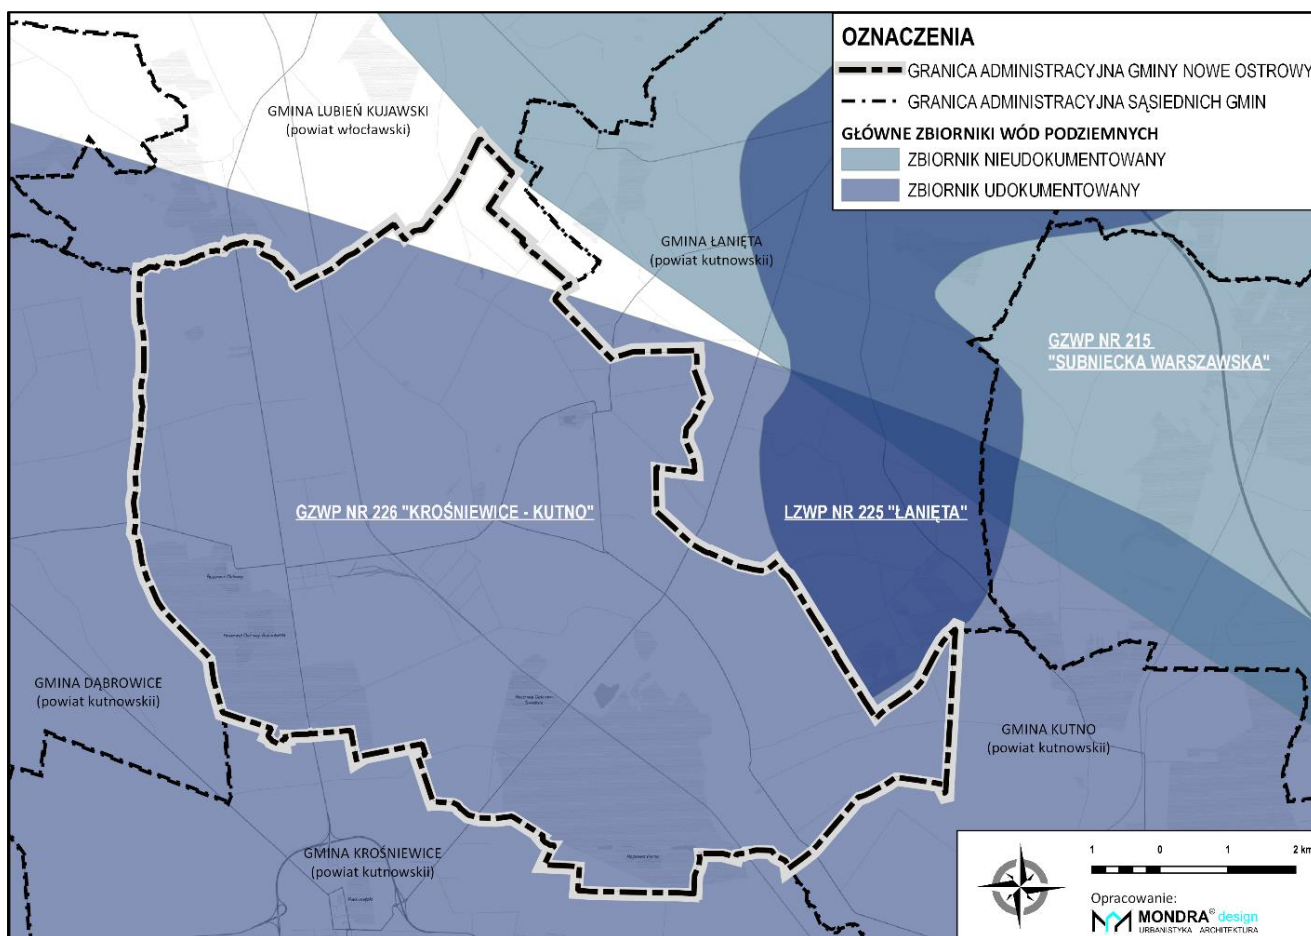 OZNACZENIA
GRANICA ADMINISTRACYJNA GMINY NOWE OSTROWY
GRANICA ADMINISTRACYJNA SĄSIEDNICH GMIN
GŁÓWNE ZBIORNIKI WÓD PODZIEMNYCH
ZBIORNIK NIEUDOKUMENTOWANY
ZBIORNIK UDOKUMENTOWANY
GMINA LUBIEŃ KUJAWSKI
(powiat włocławski)
GMINA ŁANIĘTA
(powiat kutnowskii)
GZWP NR 215
"SUBNIECKA WARSZAWSKA"
GZWP NR 226 "KROŚNIEWICE - KUTNO"
LZWP NR 225 "ŁANIĘTA"
GMINA DĄBROWICE
(powiat kutnowskii)
GMINA KUTNO
(powiat kutnowskii)
GMINA KROŚNIEWICE
(powiat kutnowskii)
1 0 1 2 km
Opracowanie:
MONDRA® design
URBANISTYKA ARCHITEKTURA